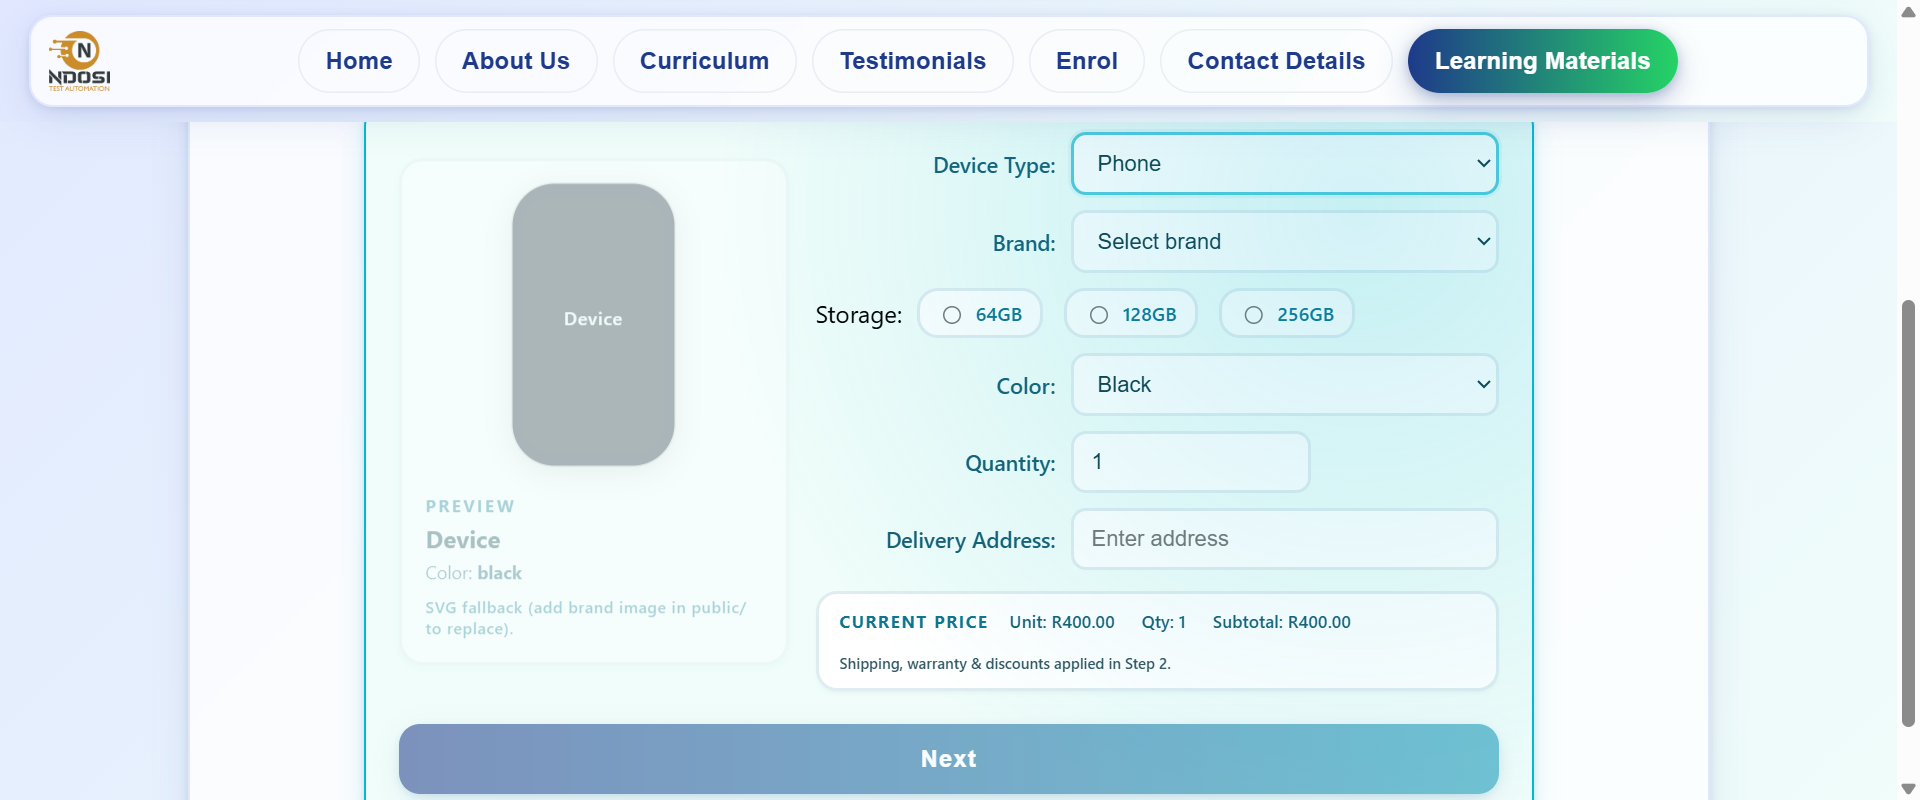 NDOSI
TEST AUTOMATION
Home
About Us
Curriculum
Testimonials
Enrol
Contact Details
Learning Materials
Device
PREVIEW
Device
Color: black
SVG fallback (add brand image in public/
to replace).
Device Type:
Phone
Brand:
Select brand
Storage:
64GB
128GB
256GB
Color:
Black
Quantity:
1
Delivery Address:
Enter address
CURRENT PRICE Unit: R400.00 Qty: 1 Subtotal: R400.00
Shipping, warranty & discounts applied in Step 2.
Next